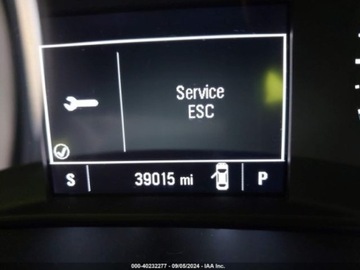 Service
ESC
S 39015 mi P
000-40232277 - 09/05/2024 - IAA Inc.